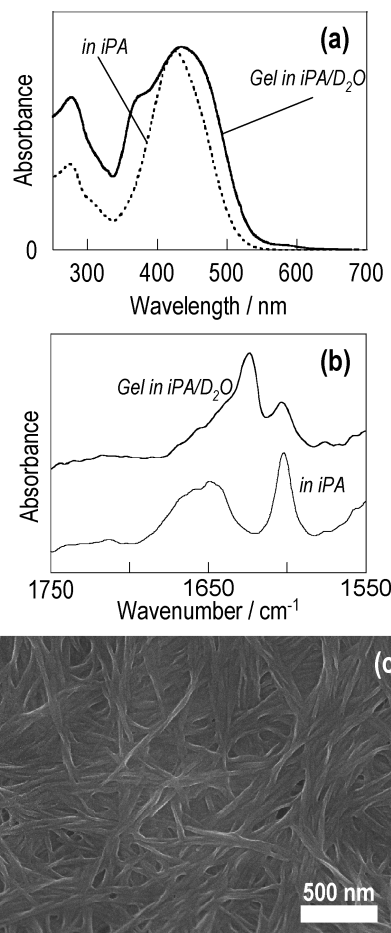 (a)
in iPA
Gel in iPA/D₂O
Absorbance
0
300 400 500 600 700
Wavelength / nm
(b)
Gel in iPA/D₂O
in iPA
Absorbance
1750 1650 1550
Wavenumber / cm⁻¹
(c
500 nm